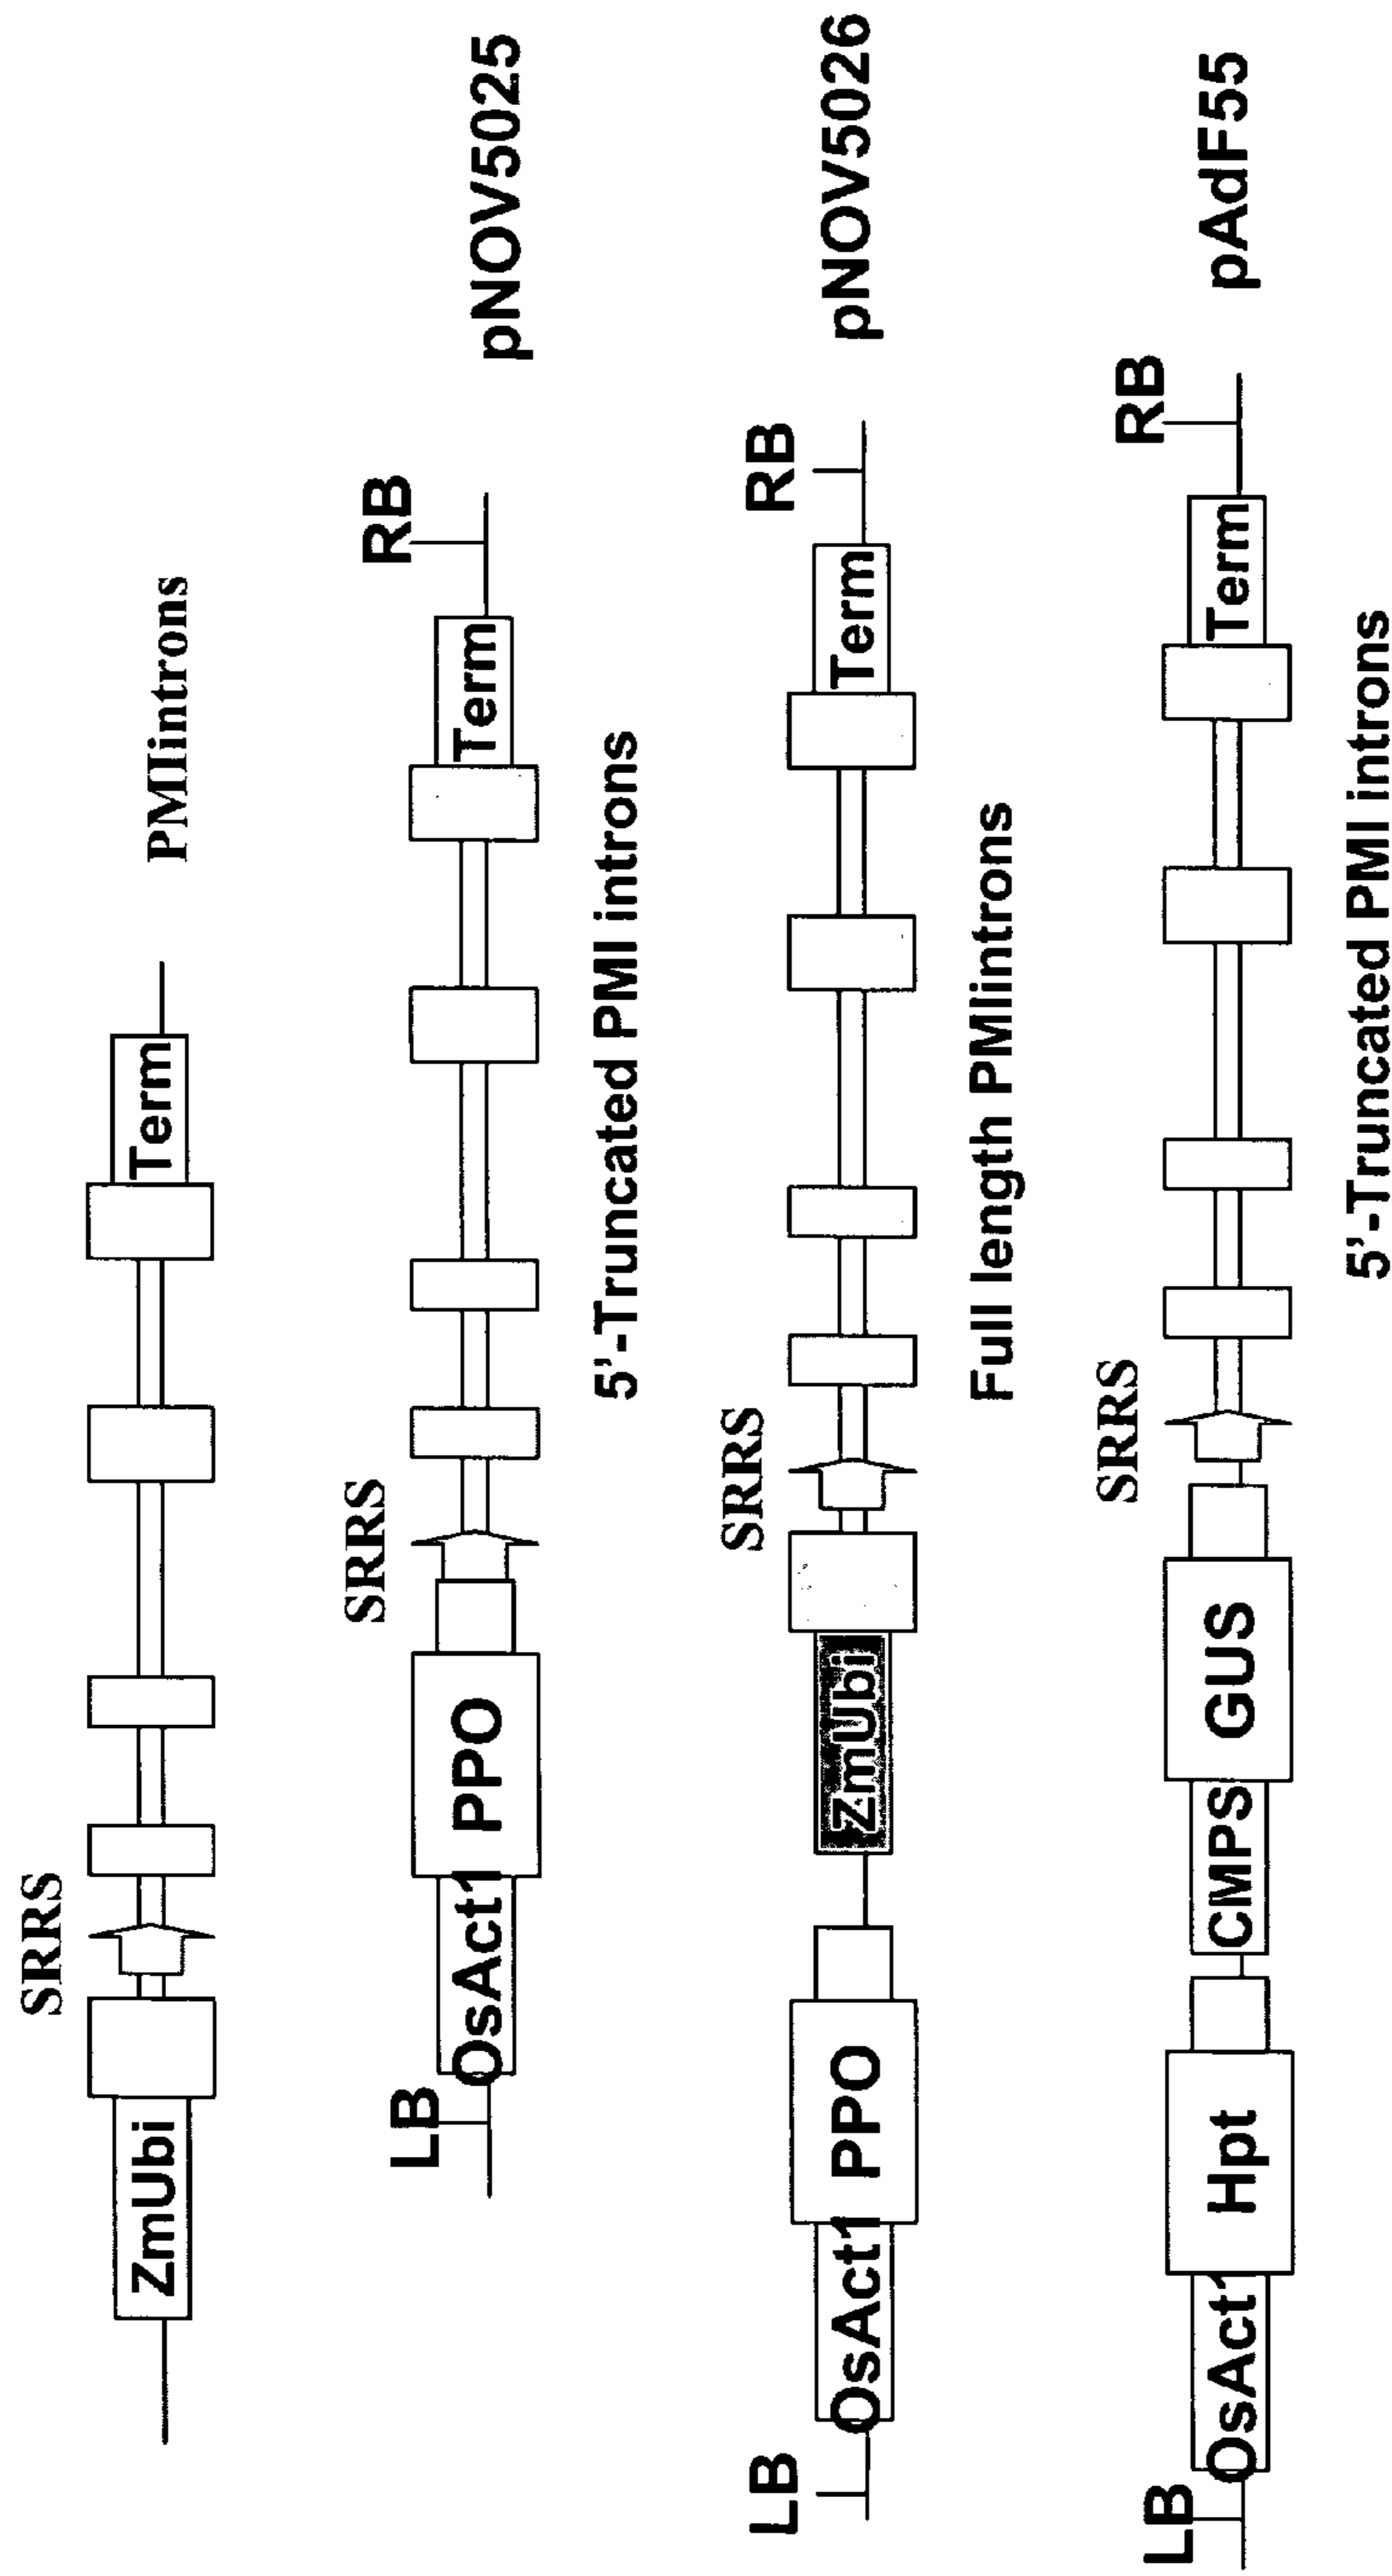 SRRS
ZmUbi Term PMIintrons
LB SRRS RB
OsAct1 PPO Term pNOV5025
5'-Truncated PMI introns
LB SRRS RB
OsAct1 PPO ZmUbi Term pNOV5026
Full length PMIintrons
LB SRRS RB
OsAct1 Hpt CMPS GUS Term pAdF55
5'-Truncated PMI introns